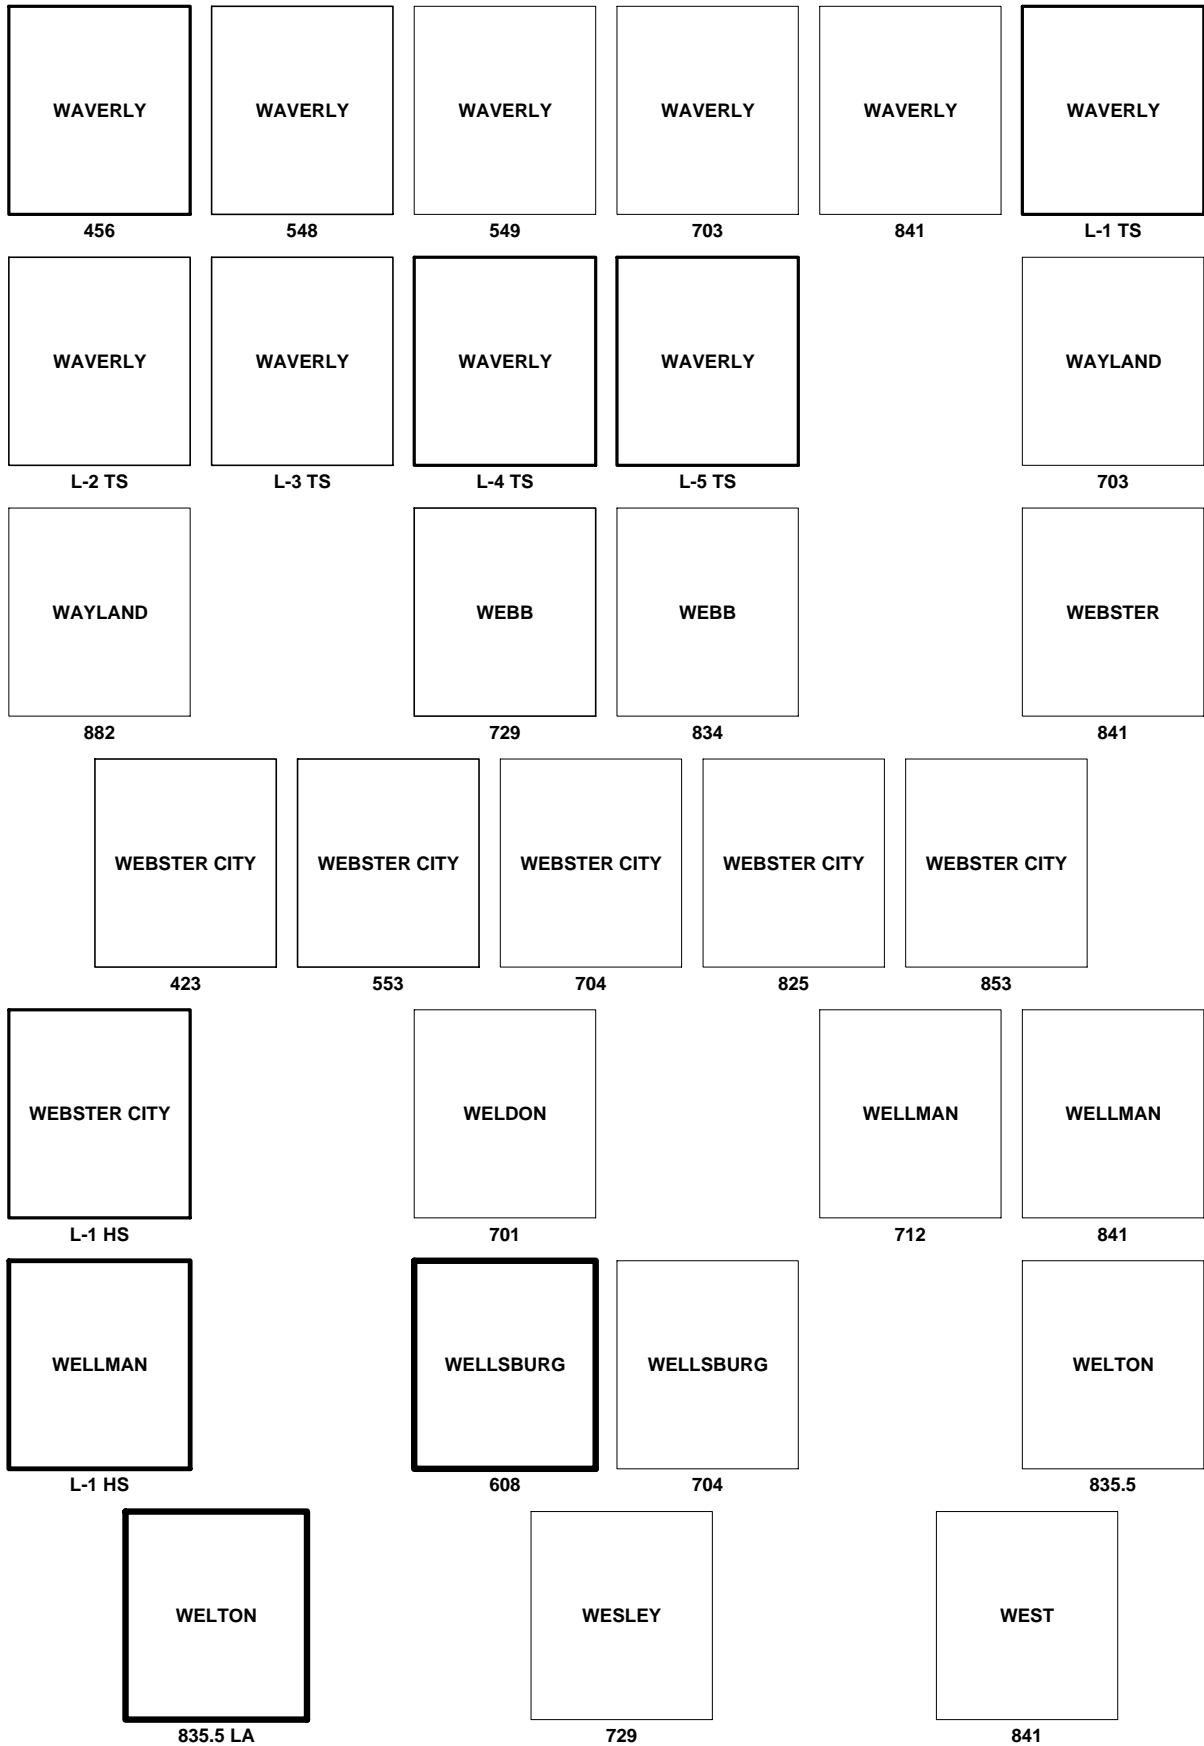 WAVERLY WAVERLY WAVERLY WAVERLY WAVERLY WAVERLY
456 548 549 703 841 L-1 TS
WAVERLY WAVERLY WAVERLY WAVERLY WAYLAND
L-2 TS L-3 TS L-4 TS L-5 TS 703
WAYLAND WEBB WEBB WEBSTER
882 729 834 841
WEBSTER CITY WEBSTER CITY WEBSTER CITY WEBSTER CITY WEBSTER CITY
423 553 704 825 853
WEBSTER CITY WELDON WELLMAN WELLMAN
L-1 HS 701 712 841
WELLMAN WELLSBURG WELLSBURG WELTON
L-1 HS 608 704 835.5
WELTON WESLEY WEST
835.5 LA 729 841